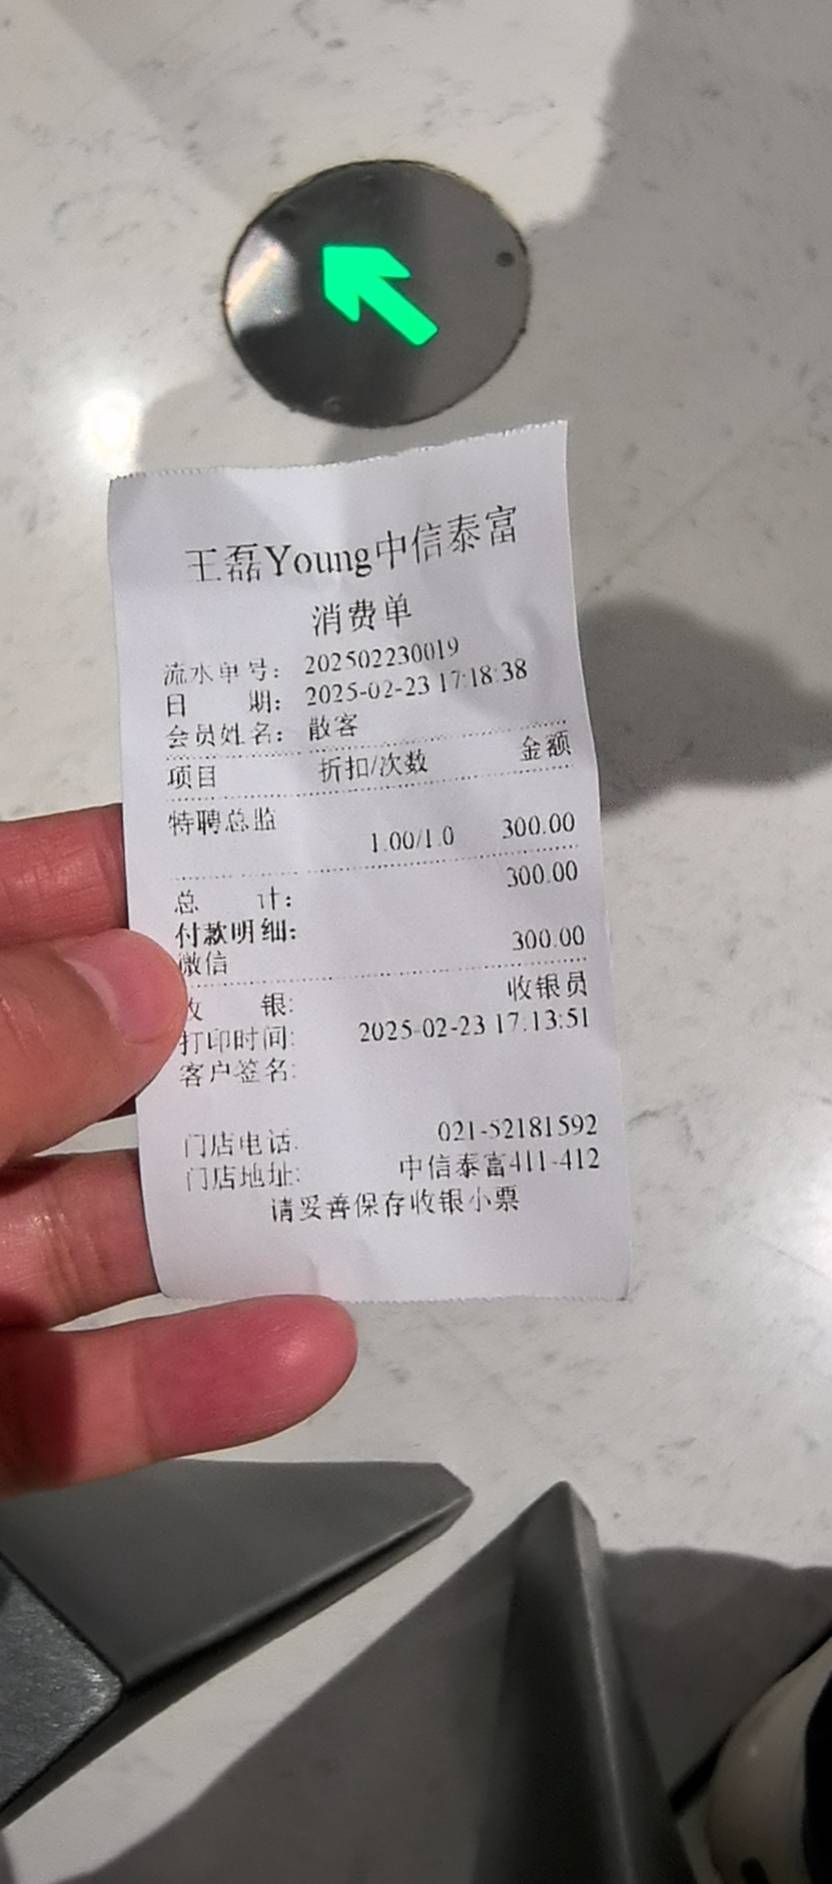 王磊Young中信泰富
消费单
流水单号： 202502230019
日 期： 2025-02-23 17:18:38
会员姓名： 散客
项目 折扣/次数 金额
特聘总监
1.00/1.0 300.00
总 计： 300.00
付款明细：
微信 300.00
收 银: 收银员
打印时间: 2025-02-23 17:13:51
客户签名:
门店电话: 021-52181592
门店地址: 中信泰富411-412
请妥善保存收银小票